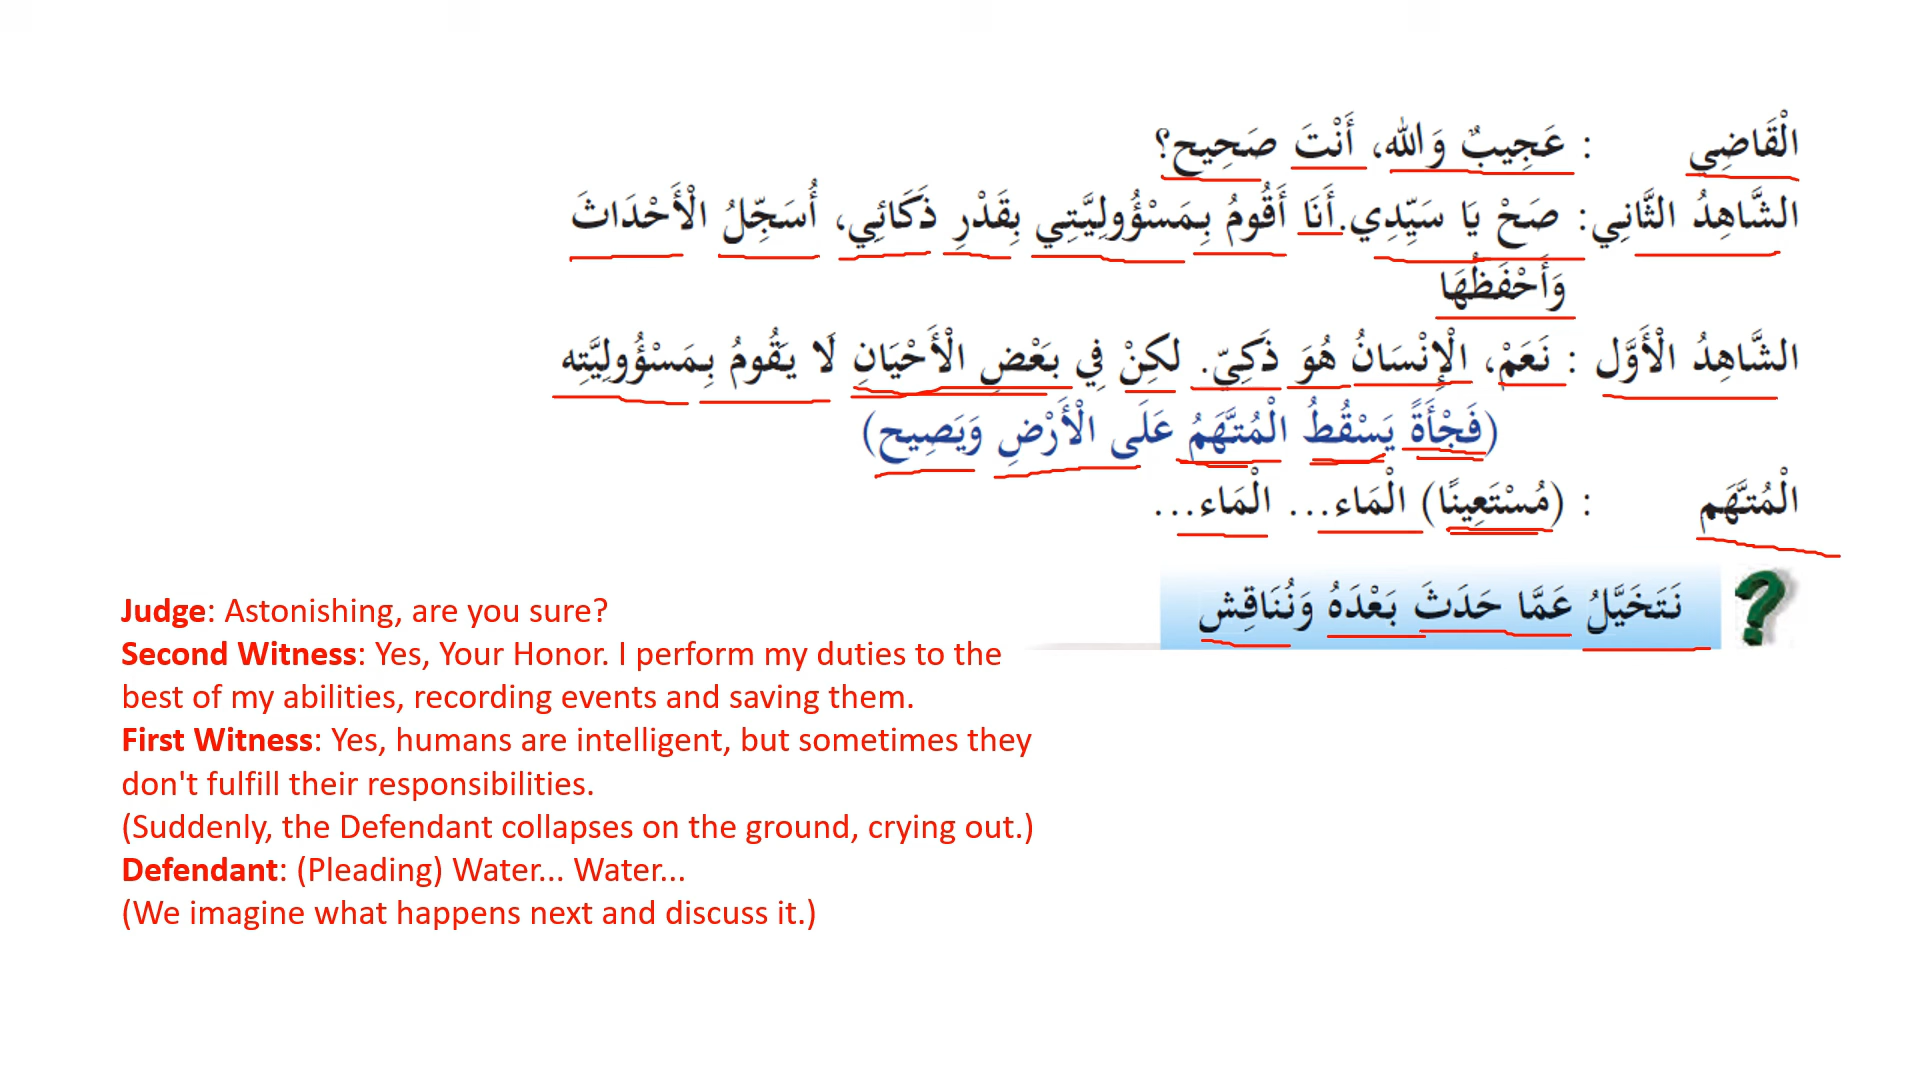 الْقَاضِي : عَجِيبٌ وَالله، أَنْتَ صَحِيح؟
الشَّاهِدُ الثَّانِي: صَحْ يَا سَيِّدِي. أَنَا أَقُومُ بِمَسْؤُولِيَّتِي بِقَدْرِ ذَكَائِي، أُسَجِّلُ الْأَحْدَاثَ
وَأَحْفَظُهَا
الشَّاهِدُ الْأَوَّل : نَعَمْ، الْإِنْسَانُ هُوَ ذَكِيّ. لكِنْ فِي بَعْضِ الْأَحْيَانِ لَا يَقُومُ بِمَسْؤُولِيَّتِه
(فَجْأَةً يَسْقُطُ الْمُتَّهَمُ عَلَى الْأَرْضِ وَيَصِيح)
الْمُتَّهَم : (مُسْتَعِينًا) الْمَاء... الْمَاء...
نَتَخَيَّلُ عَمَّا حَدَثَ بَعْدَهُ وَنُنَاقِش
Judge: Astonishing, are you sure?
Second Witness: Yes, Your Honor. I perform my duties to the
best of my abilities, recording events and saving them.
First Witness: Yes, humans are intelligent, but sometimes they
don't fulfill their responsibilities.
(Suddenly, the Defendant collapses on the ground, crying out.)
Defendant: (Pleading) Water... Water...
(We imagine what happens next and discuss it.)